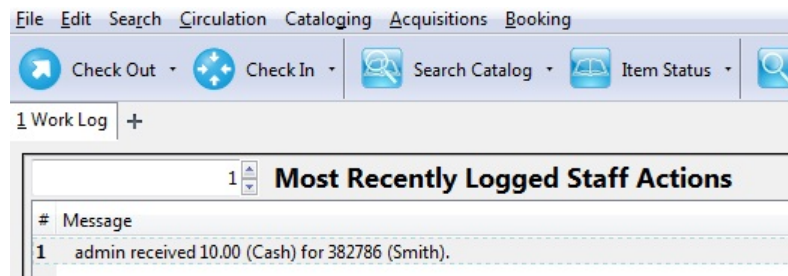 File Edit Search Circulation Cataloging Acquisitions Booking
Check Out Check In Search Catalog Item Status
1 Work Log +
1 Most Recently Logged Staff Actions
# Message
1 admin received 10.00 (Cash) for 382786 (Smith).